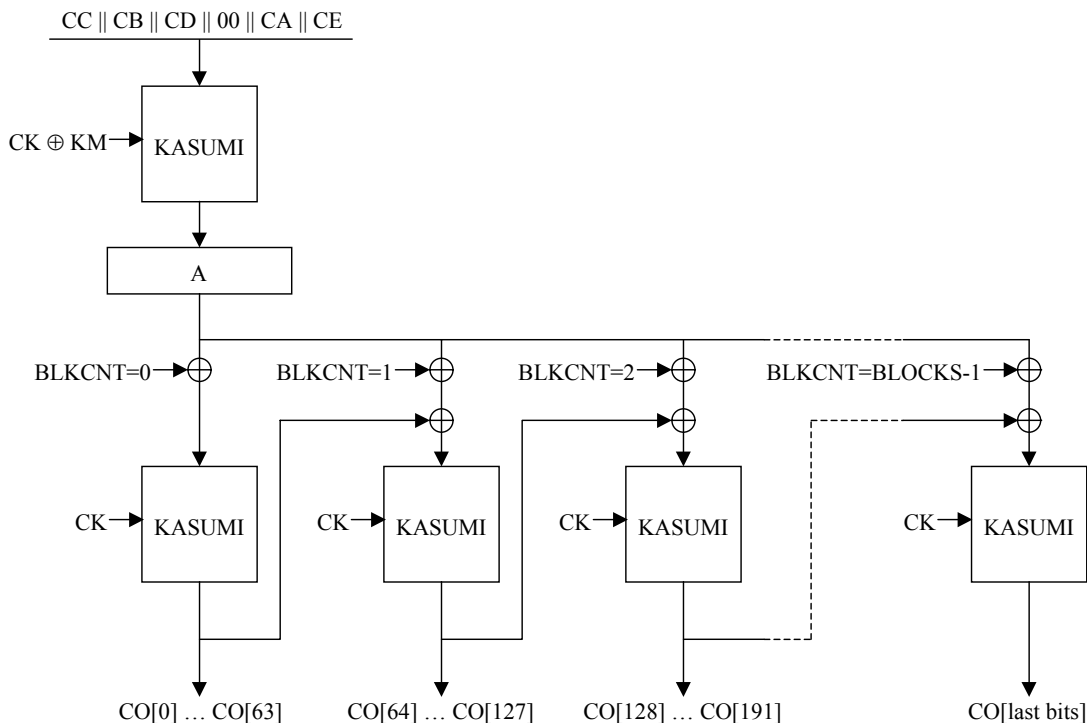 CC || CB || CD || 00 || CA || CE
CK ⊕ KM
KASUMI
A
BLKCNT=0
BLKCNT=1
BLKCNT=2
BLKCNT=BLOCKS-1
CK
KASUMI
CK
KASUMI
CK
KASUMI
CK
KASUMI
CO[0] … CO[63]
CO[64] … CO[127]
CO[128] … CO[191]
CO[last bits]